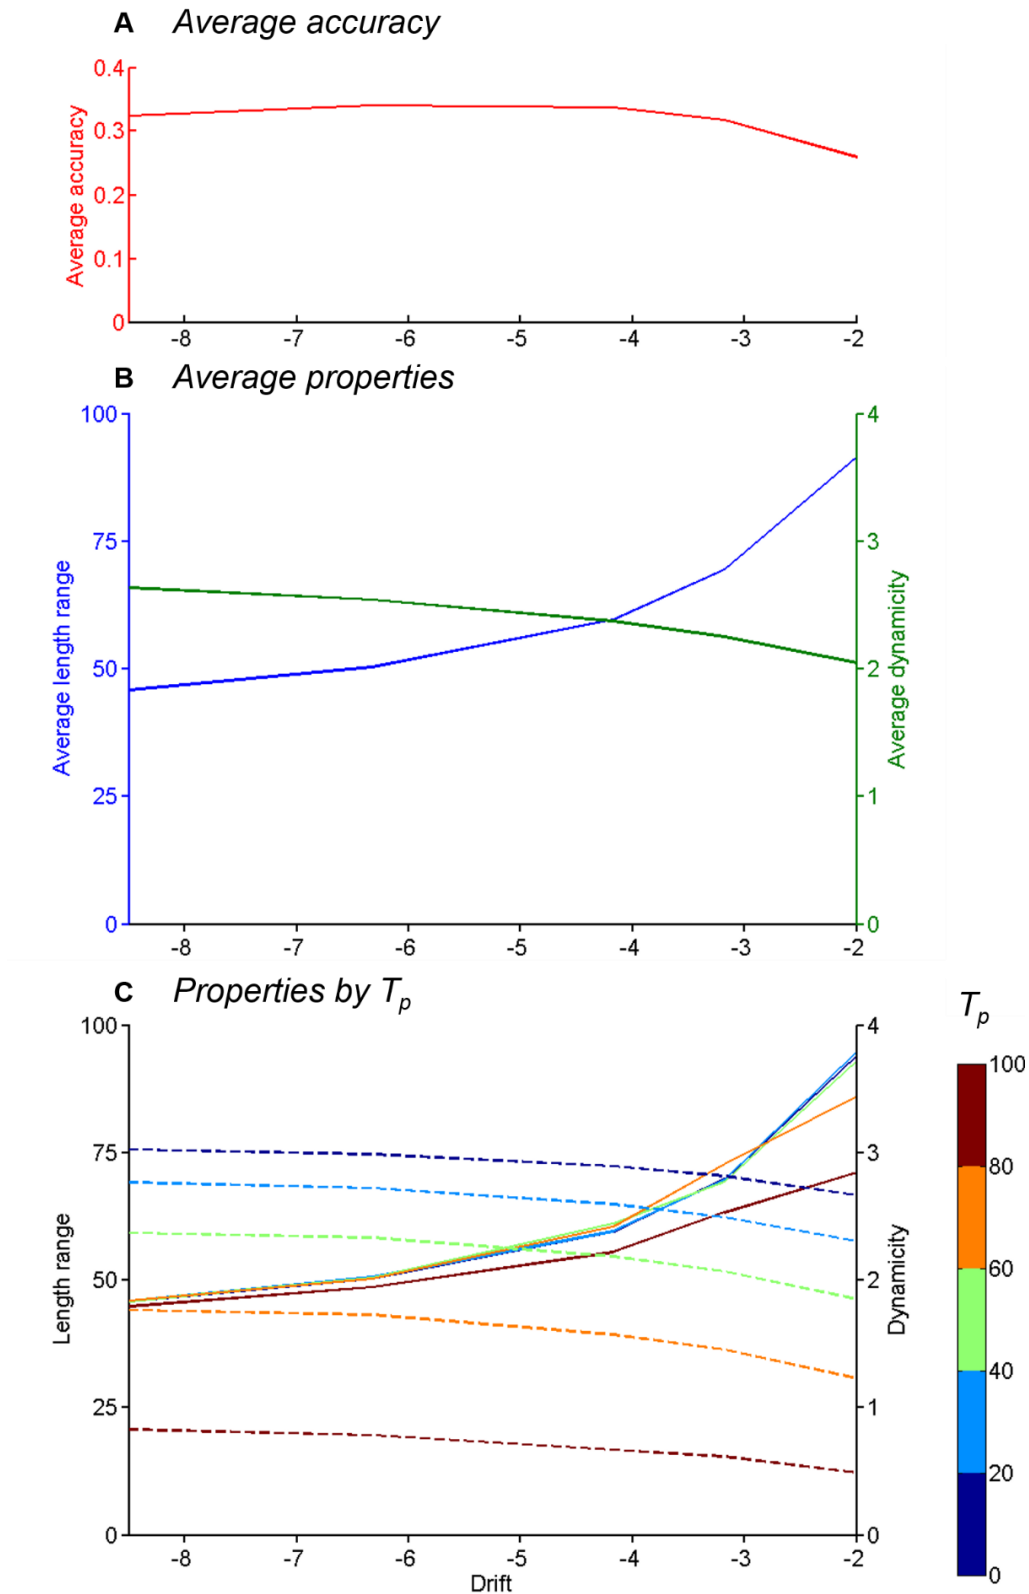 A Average accuracy
0.4
0.3
0.2
0.1
0
Average accuracy
-8 -7 -6 -5 -4 -3 -2
B Average properties
100
75
50
25
0
Average length range
4
3
2
1
0
Average dynamicity
-8 -7 -6 -5 -4 -3 -2
C Properties by Tp
100
75
50
25
0
Length range
4
3
2
1
0
Dynamicity
-8 -7 -6 -5 -4 -3 -2
Drift
Tp
100
80
60
40
20
0